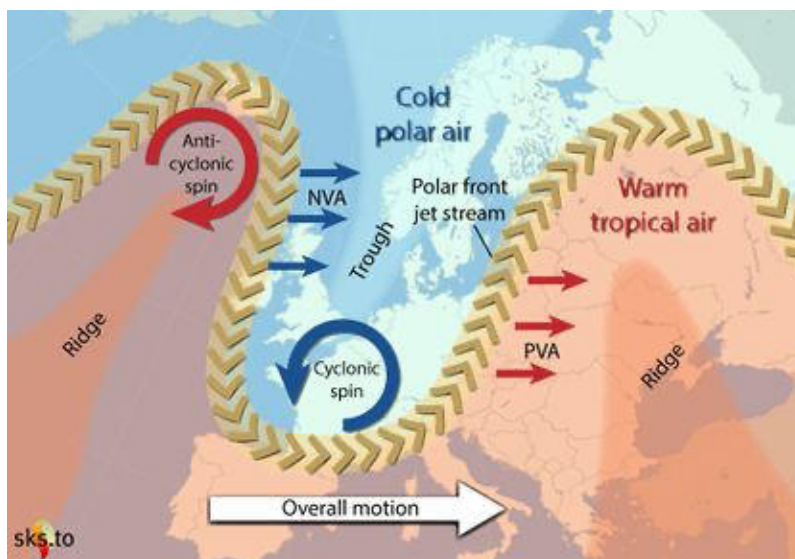 Cold
polar air
Anti-
cyclonic
spin
NVA
Polar front
jet stream
Warm
tropical air
Trough
Ridge
PVA
Ridge
Cyclonic
spin
Overall motion
sks.to